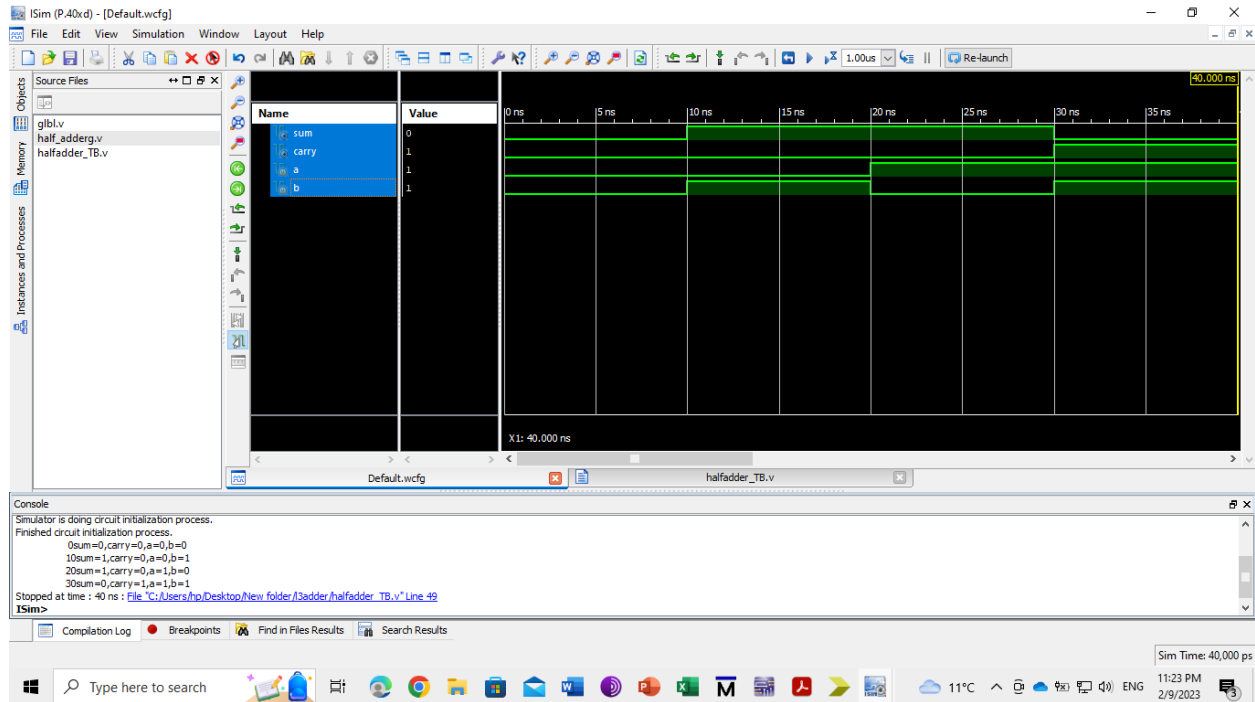 ISim (P.40xd) - [Default.wcfg]
File Edit View Simulation Window Layout Help
1.00us Re-launch
Objects
Memory
Instances and Processes
Source Files
glbl.v
half_adderg.v
halfadder_TB.v
Name Value
sum 0
carry 1
a 1
b 1
40.000 ns
0 ns 5 ns 10 ns 15 ns 20 ns 25 ns 30 ns 35 ns
X1: 40.000 ns
Default.wcfg halfadder_TB.v
Console
Simulator is doing circuit initialization process.
Finished circuit initialization process.
0sum=0,carry=0,a=0,b=0
10sum=1,carry=0,a=0,b=1
20sum=1,carry=0,a=1,b=0
30sum=0,carry=1,a=1,b=1
Stopped at time : 40 ns : File "C:/Users/hp/Desktop/New folder/l3adder/halfadder_TB.v" Line 49
ISim>
Compilation Log Breakpoints Find in Files Results Search Results
Sim Time: 40,000 ps
Type here to search
11°C ENG
11:23 PM
2/9/2023
3